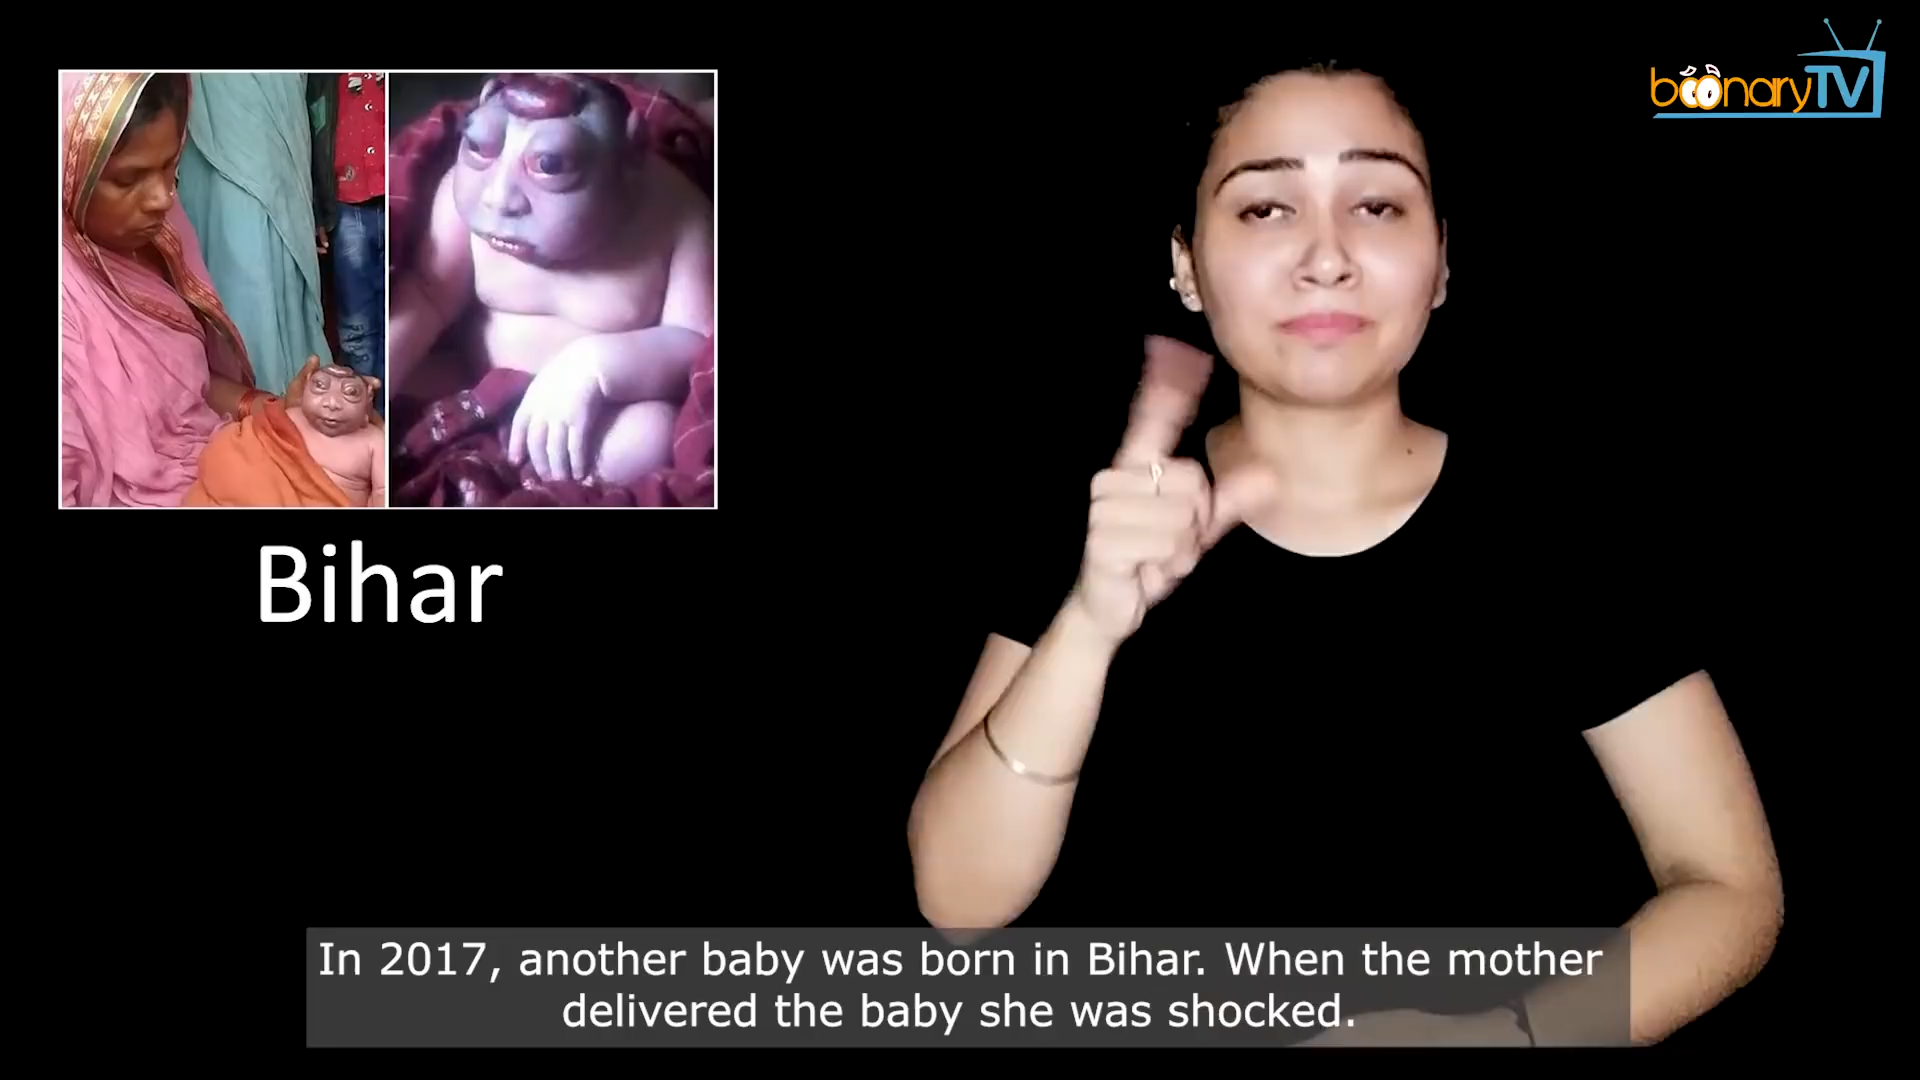 boonaryTV
Bihar
In 2017, another baby was born in Bihar. When the mother
delivered the baby she was shocked.